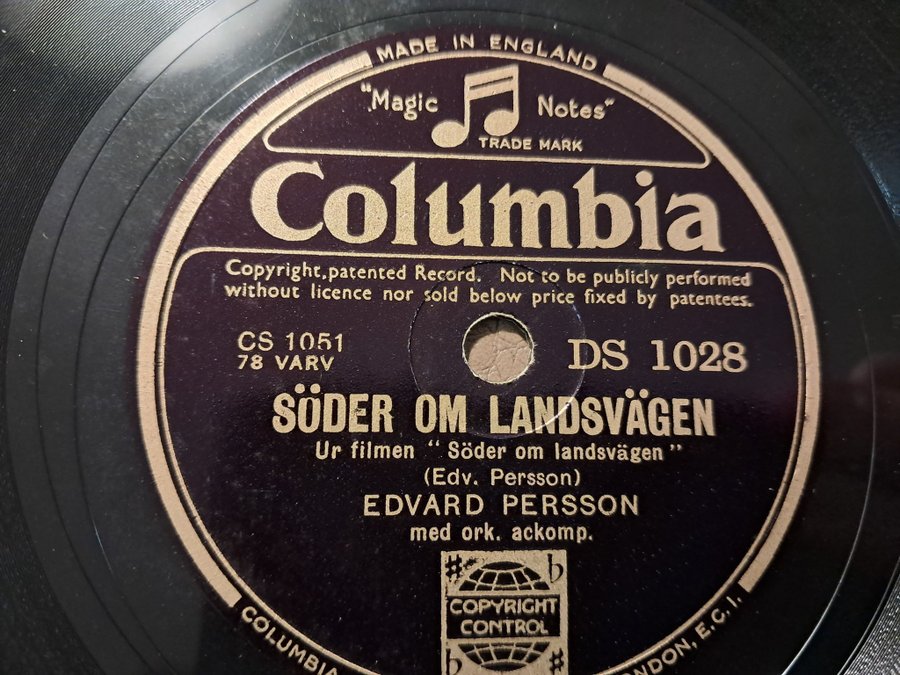 MADE IN ENGLAND
"Magic Notes"
TRADE MARK
Columbia
Copyright, patented Record. Not to be publicly performed
without licence nor sold below price fixed by patentees.
CS 1051
78 VARV
DS 1028
SÖDER OM LANDSVÄGEN
Ur filmen "Söder om landsvägen"
(Edv. Persson)
EDVARD PERSSON
med ork. ackomp.
COPYRIGHT
CONTROL
COLUMBIA
E.C.1.